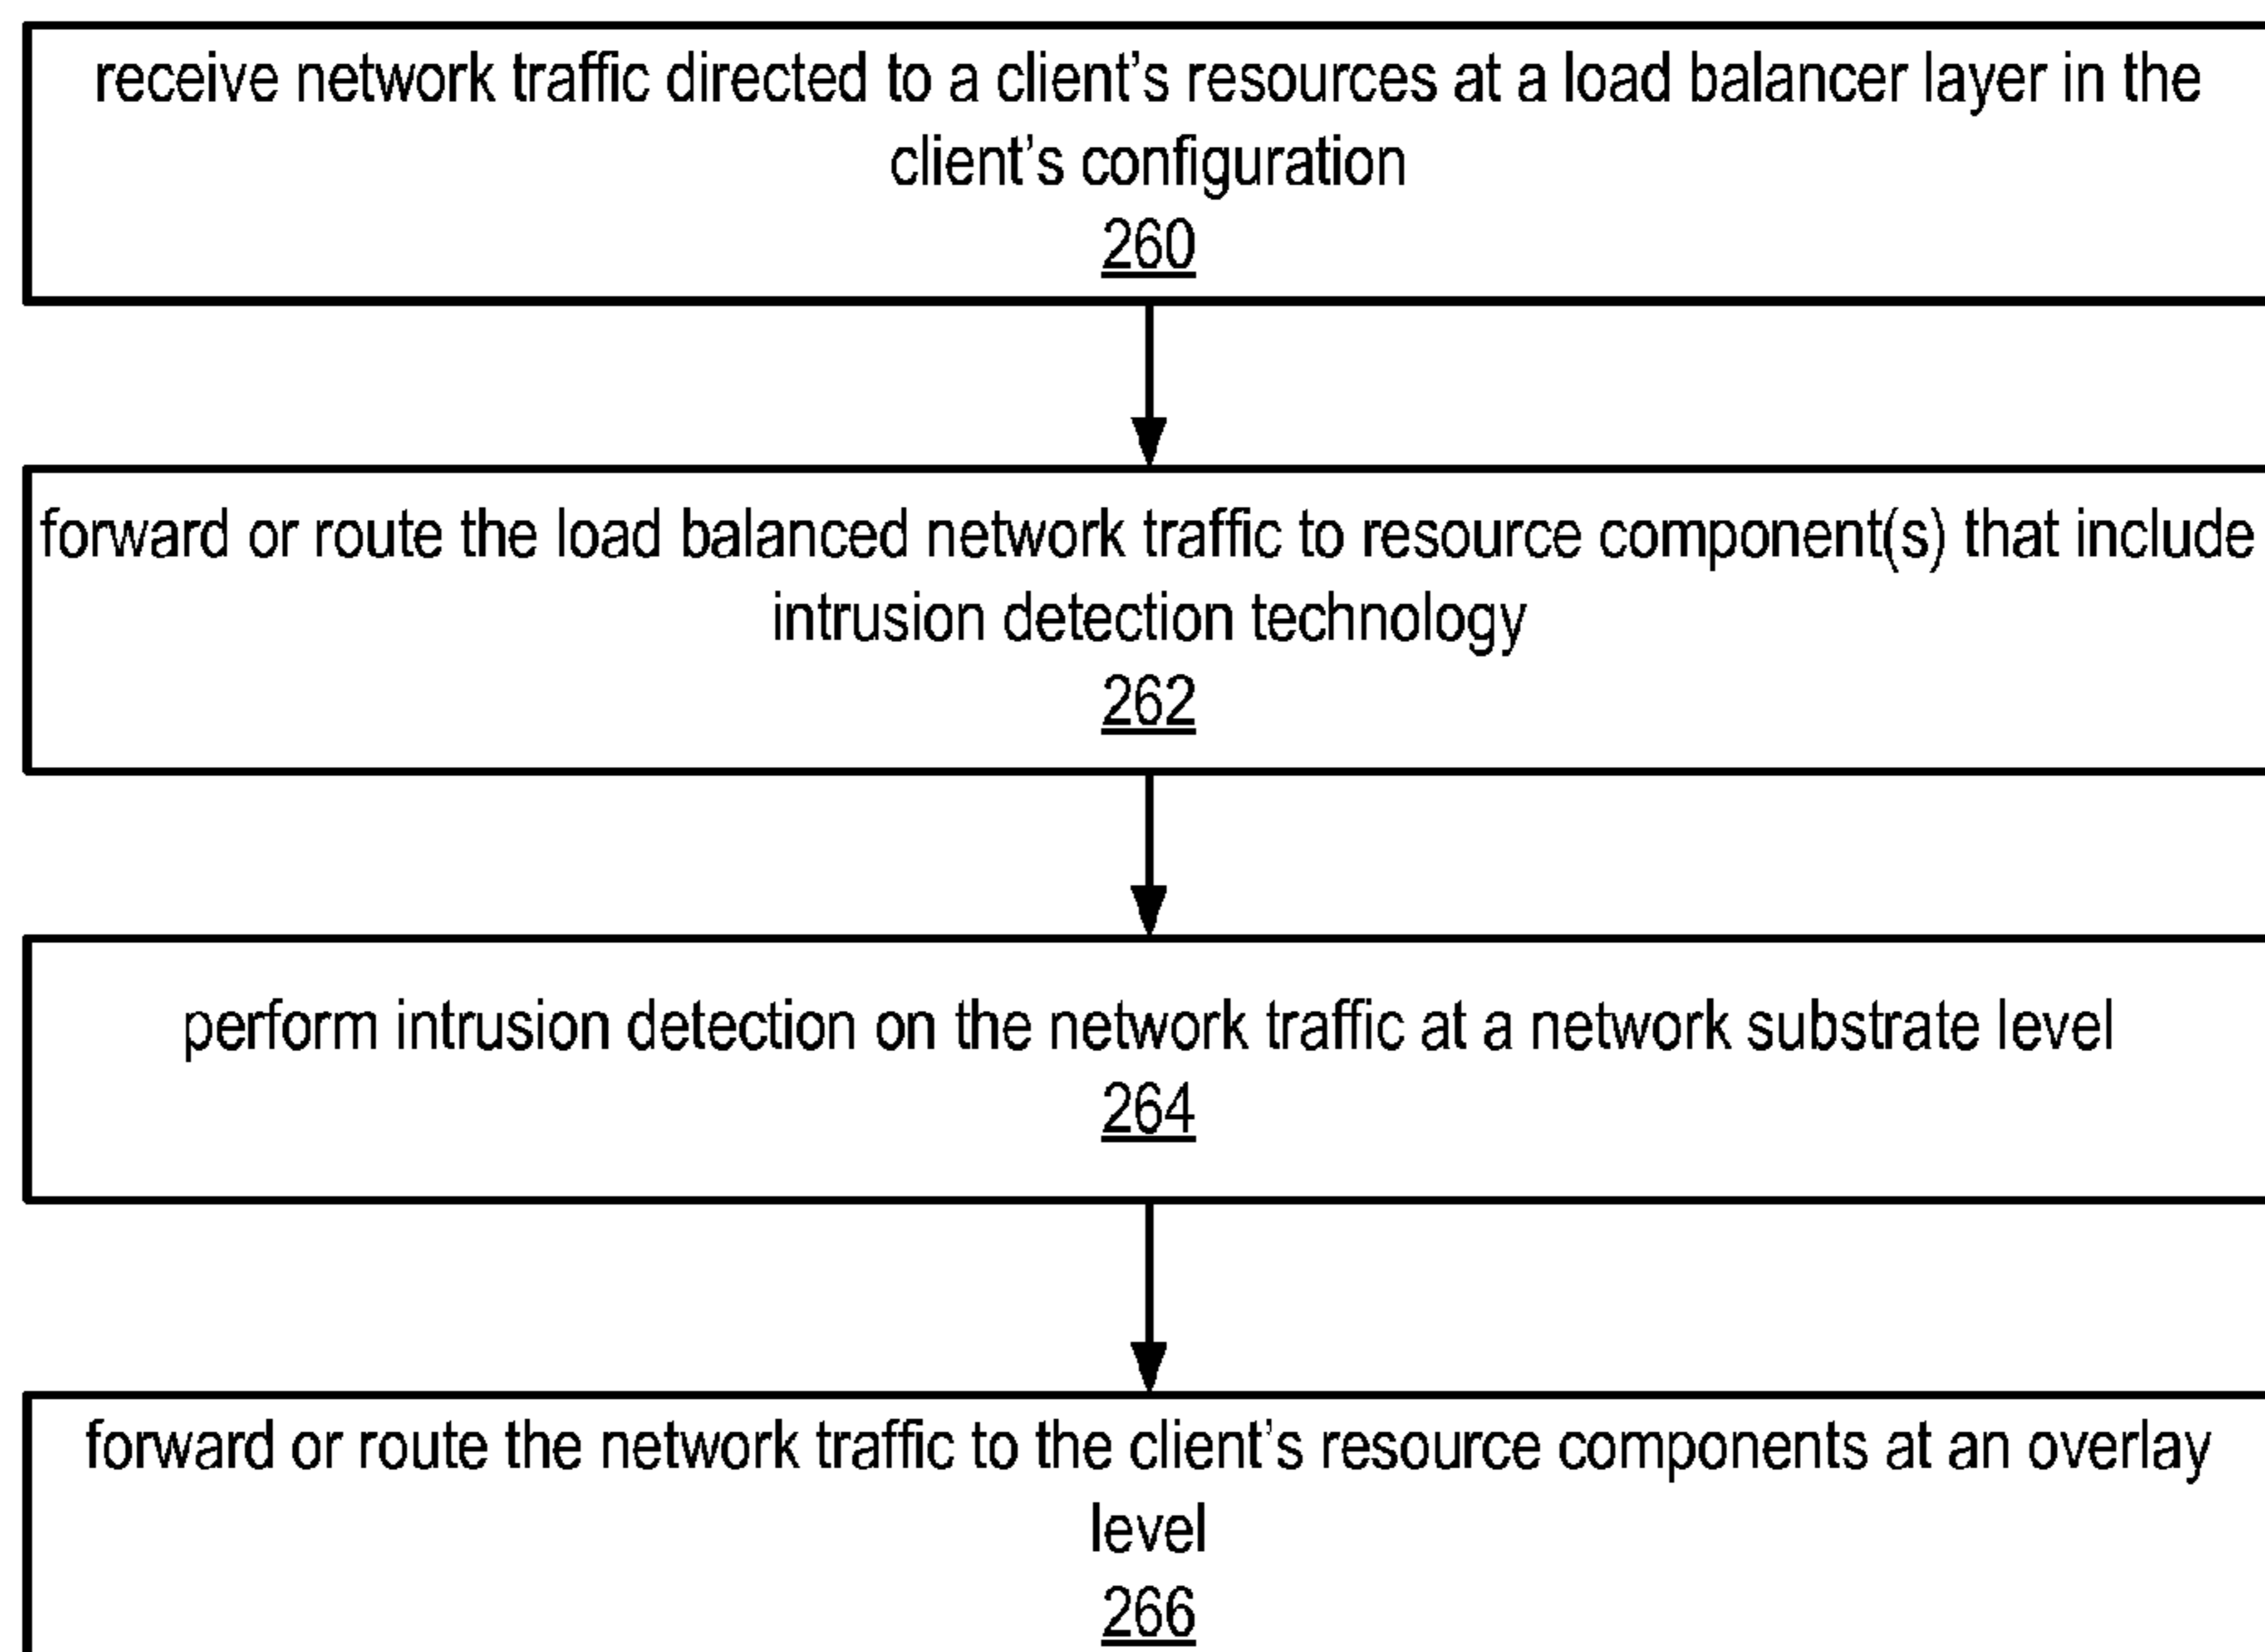 receive network traffic directed to a client's resources at a load balancer layer in the
client's configuration
260
forward or route the load balanced network traffic to resource component(s) that include
intrusion detection technology
262
perform intrusion detection on the network traffic at a network substrate level
264
forward or route the network traffic to the client's resource components at an overlay
level
266